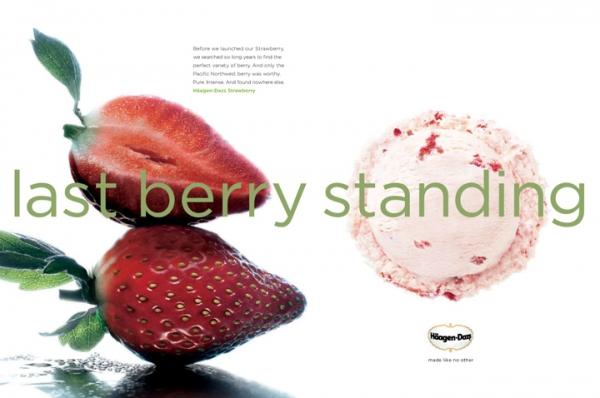 Before we launched our Strawberry,
we searched six long years to find the
perfect variety of berry. And only the
Pacific Northwest berry was worthy.
Pure. Intense. And found nowhere else.
Häagen-Dazs Strawberry
last berry standing
Häagen-Dazs
made like no other